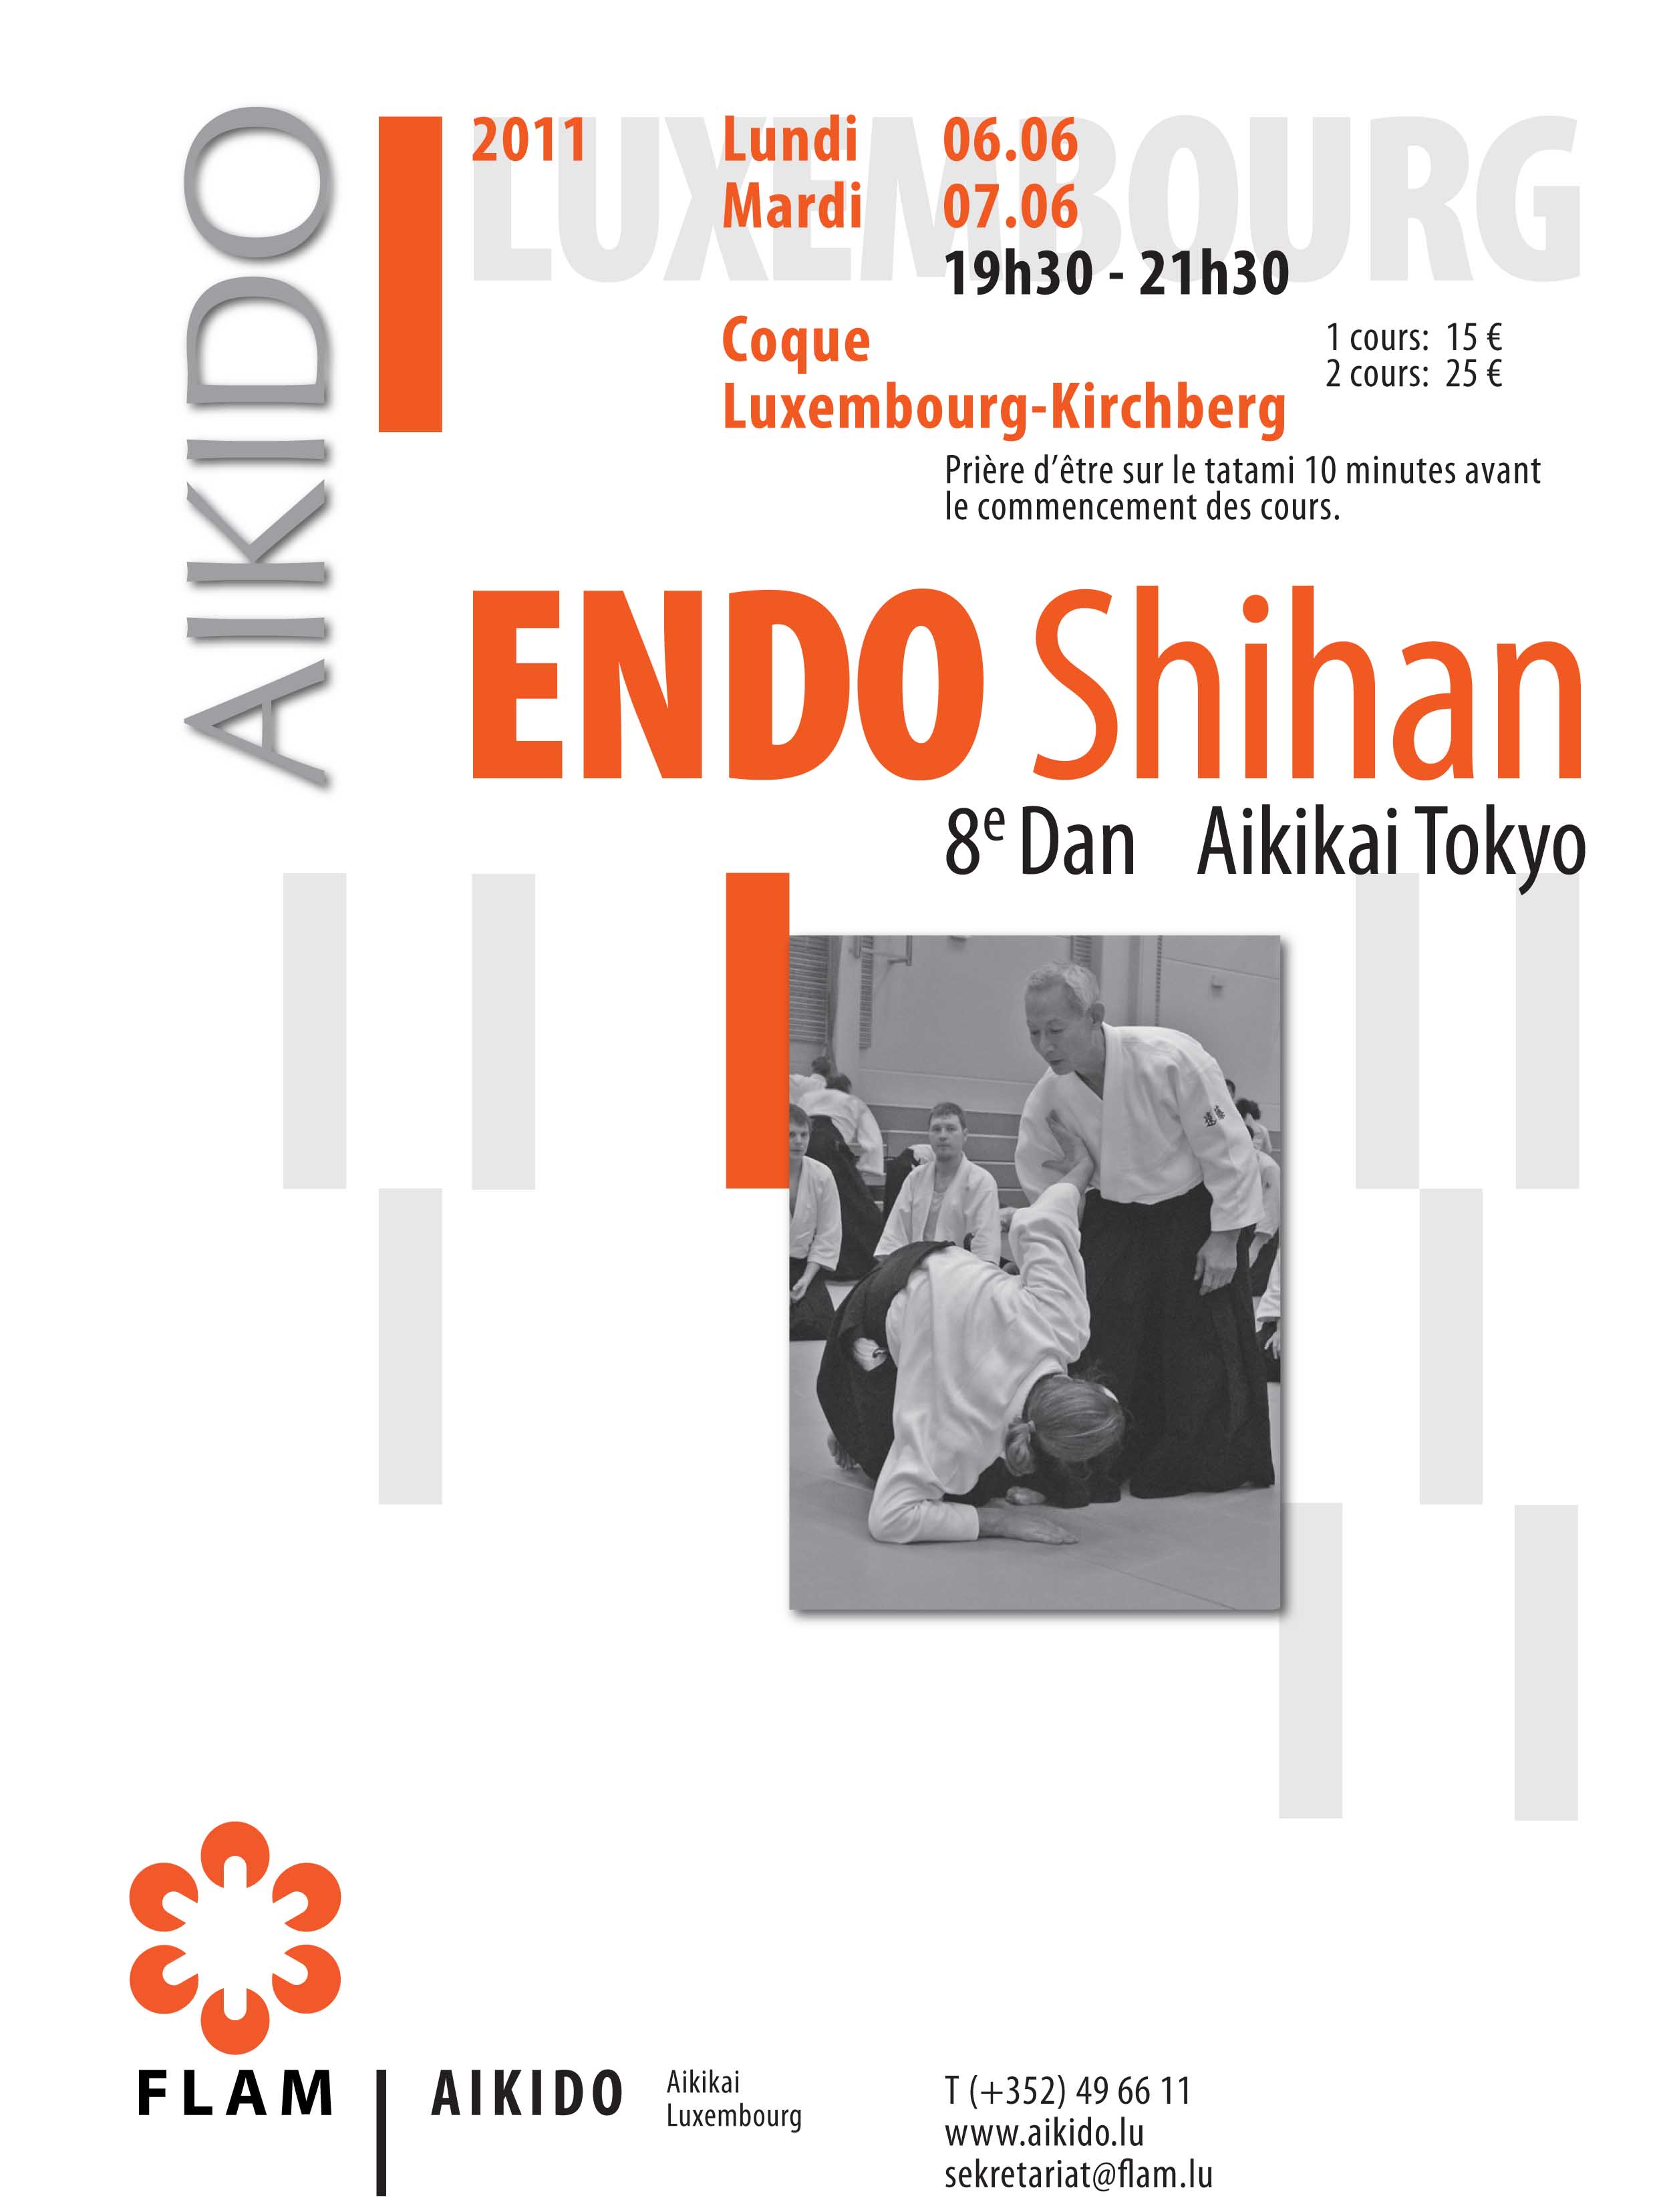 AIKIDO
LUXEMBOURG
2011 Lundi 06.06
Mardi 07.06
19h30 - 21h30
Coque
Luxembourg-Kirchberg
1 cours: 15 €
2 cours: 25 €
Prière d’être sur le tatami 10 minutes avant
le commencement des cours.
ENDO Shihan
8e Dan Aikikai Tokyo
FLAM | AIKIDO
Aikikai
Luxembourg
T (+352) 49 66 11
www.aikido.lu
sekretariat@flam.lu